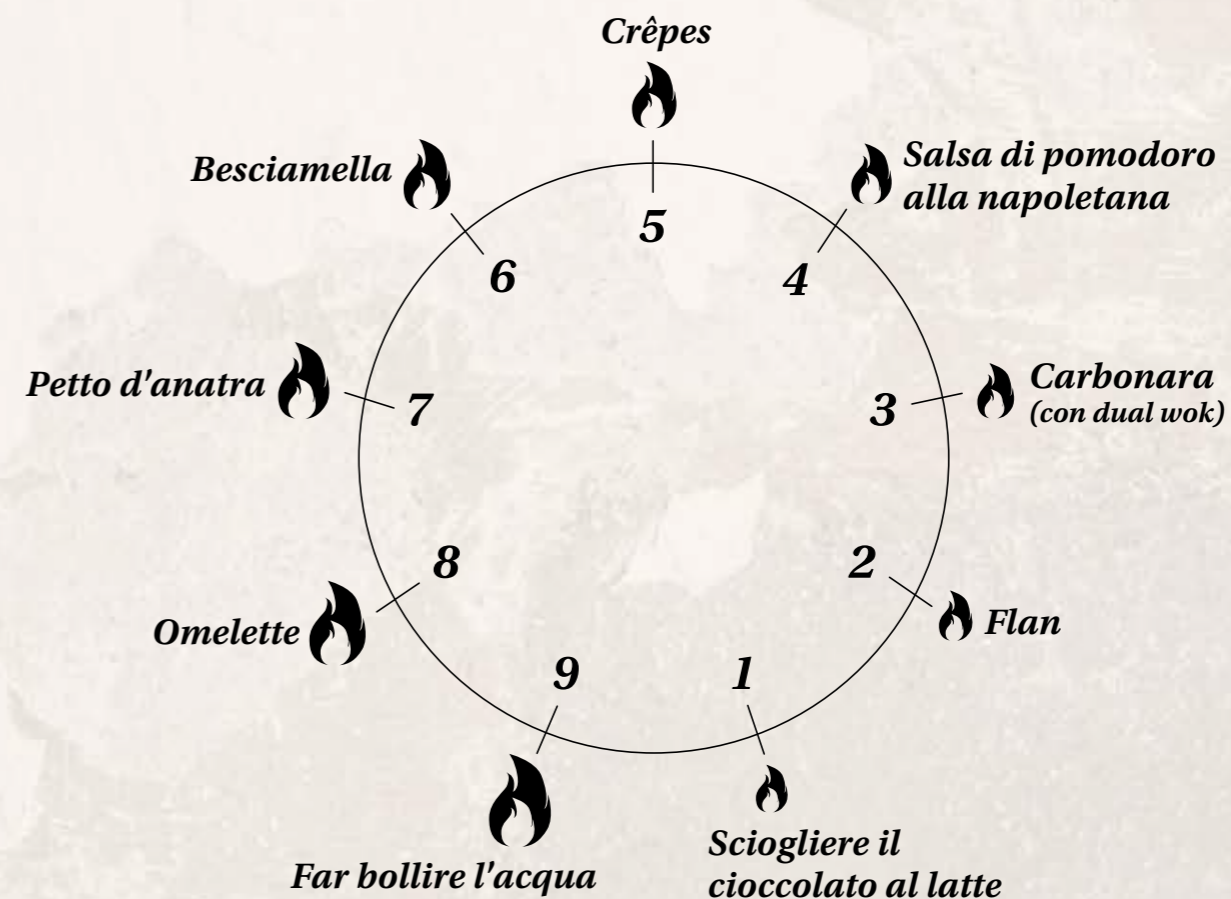 Crêpes
Besciamella
Salsa di pomodoro
alla napoletana
5
6
4
Petto d'anatra
7
3
Carbonara
(con dual wok)
8
2
Omelette
Flan
9
1
Far bollire l'acqua
Sciogliere il
cioccolato al latte